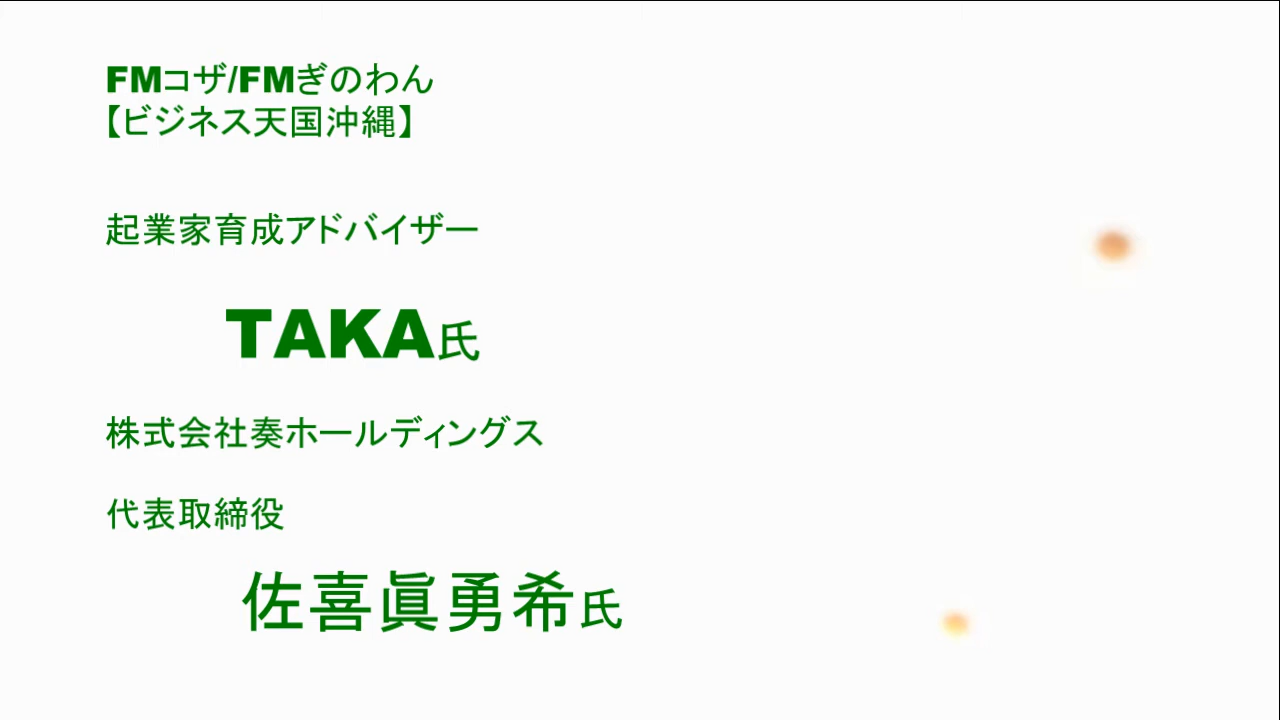 FMコザ/FMぎのわん
【ビジネス天国沖縄】
起業家育成アドバイザー
TAKA氏
株式会社奏ホールディングス
代表取締役
佐喜眞勇希氏